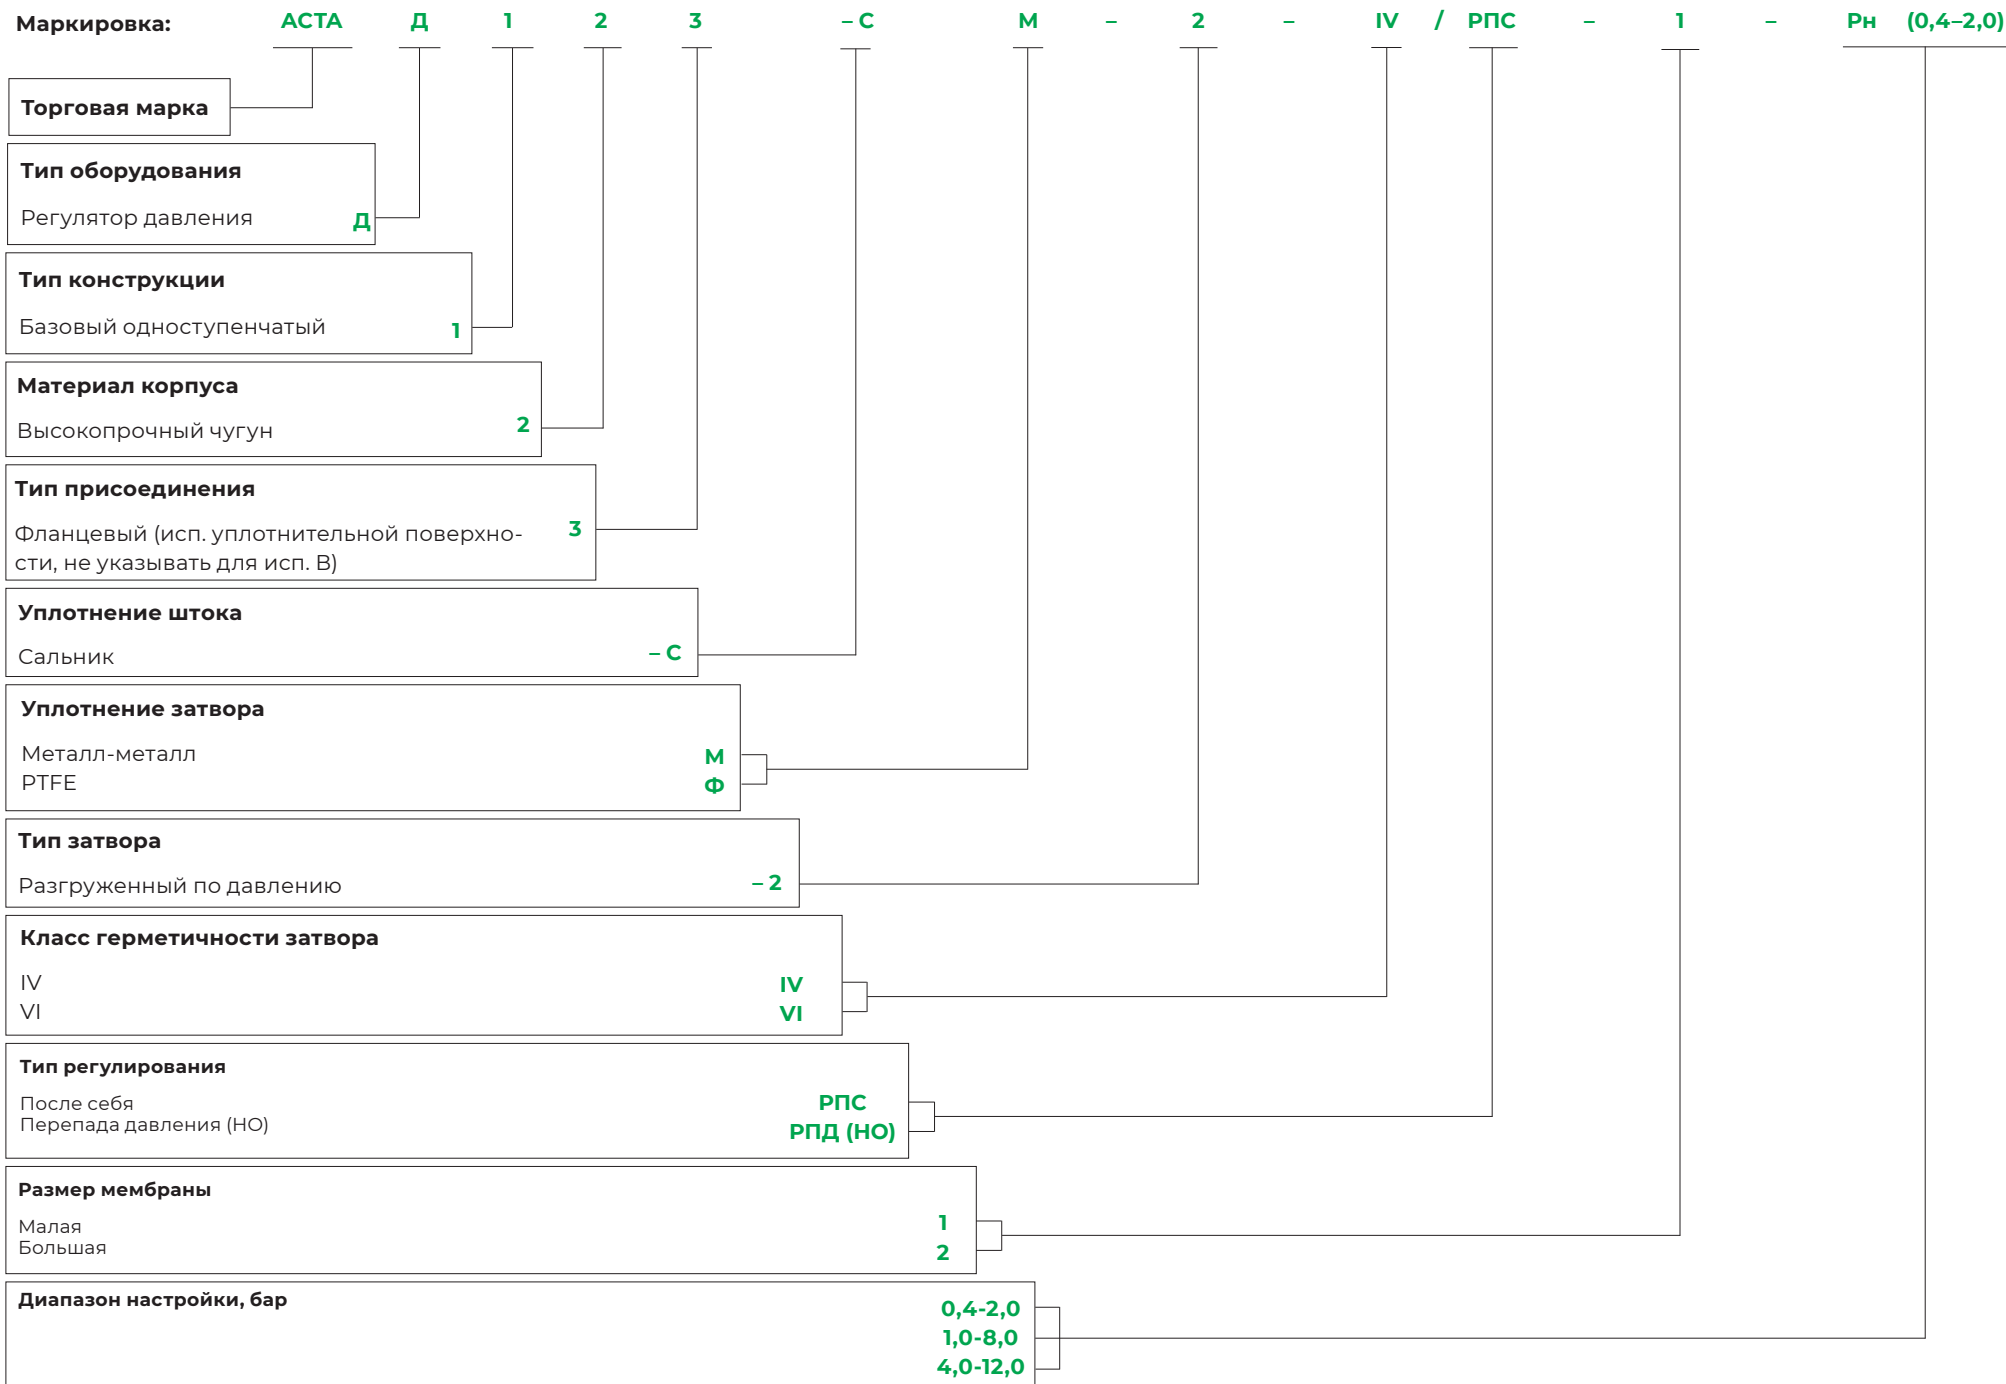 Маркировка: АСТА Д 1 2 3 – С М – 2 – IV / РПС – 1 – Рн (0,4–2,0)
Торговая марка
Тип оборудования
Регулятор давления Д
Тип конструкции
Базовый одноступенчатый 1
Материал корпуса
Высокопрочный чугун 2
Тип присоединения
Фланцевый (исп. уплотнительной поверхно- 3
сти, не указывать для исп. В)
Уплотнение штока
Сальник – С
Уплотнение затвора
Металл-металл М
PTFE Ф
Тип затвора
Разгруженный по давлению – 2
Класс герметичности затвора
IV IV
VI VI
Тип регулирования
После себя РПС
Перепада давления (НО) РПД (НО)
Размер мембраны
Малая 1
Большая 2
Диапазон настройки, бар 0,4-2,0
1,0-8,0
4,0-12,0